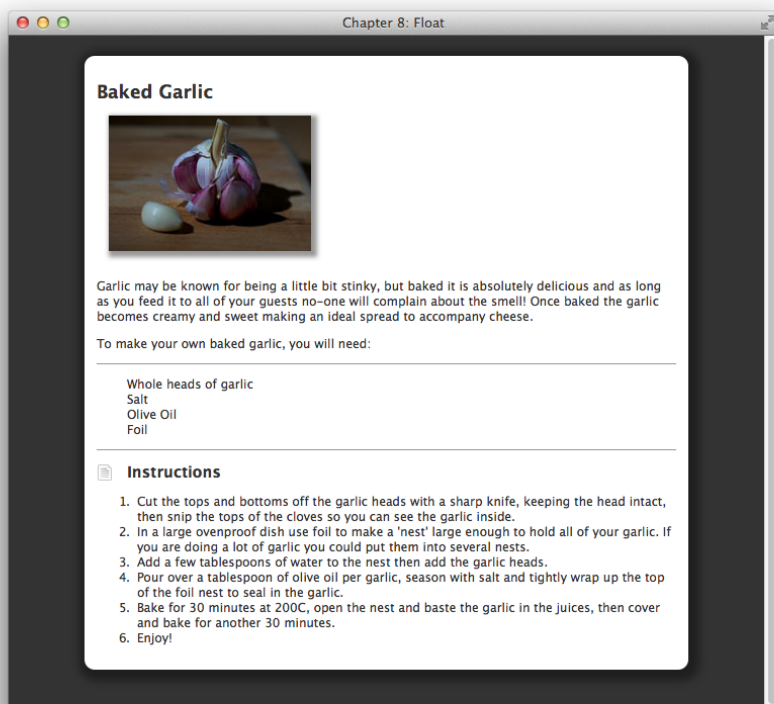 Chapter 8: Float
Baked Garlic
Garlic may be known for being a little bit stinky, but baked it is absolutely delicious and as long
as you feed it to all of your guests no-one will complain about the smell! Once baked the garlic
becomes creamy and sweet making an ideal spread to accompany cheese.
To make your own baked garlic, you will need:
Whole heads of garlic
Salt
Olive Oil
Foil
Instructions
1. Cut the tops and bottoms off the garlic heads with a sharp knife, keeping the head intact,
then snip the tops of the cloves so you can see the garlic inside.
2. In a large ovenproof dish use foil to make a 'nest' large enough to hold all of your garlic. If
you are doing a lot of garlic you could put them into several nests.
3. Add a few tablespoons of water to the nest then add the garlic heads.
4. Pour over a tablespoon of olive oil per garlic, season with salt and tightly wrap up the top
of the foil nest to seal in the garlic.
5. Bake for 30 minutes at 200C, open the nest and baste the garlic in the juices, then cover
and bake for another 30 minutes.
6. Enjoy!